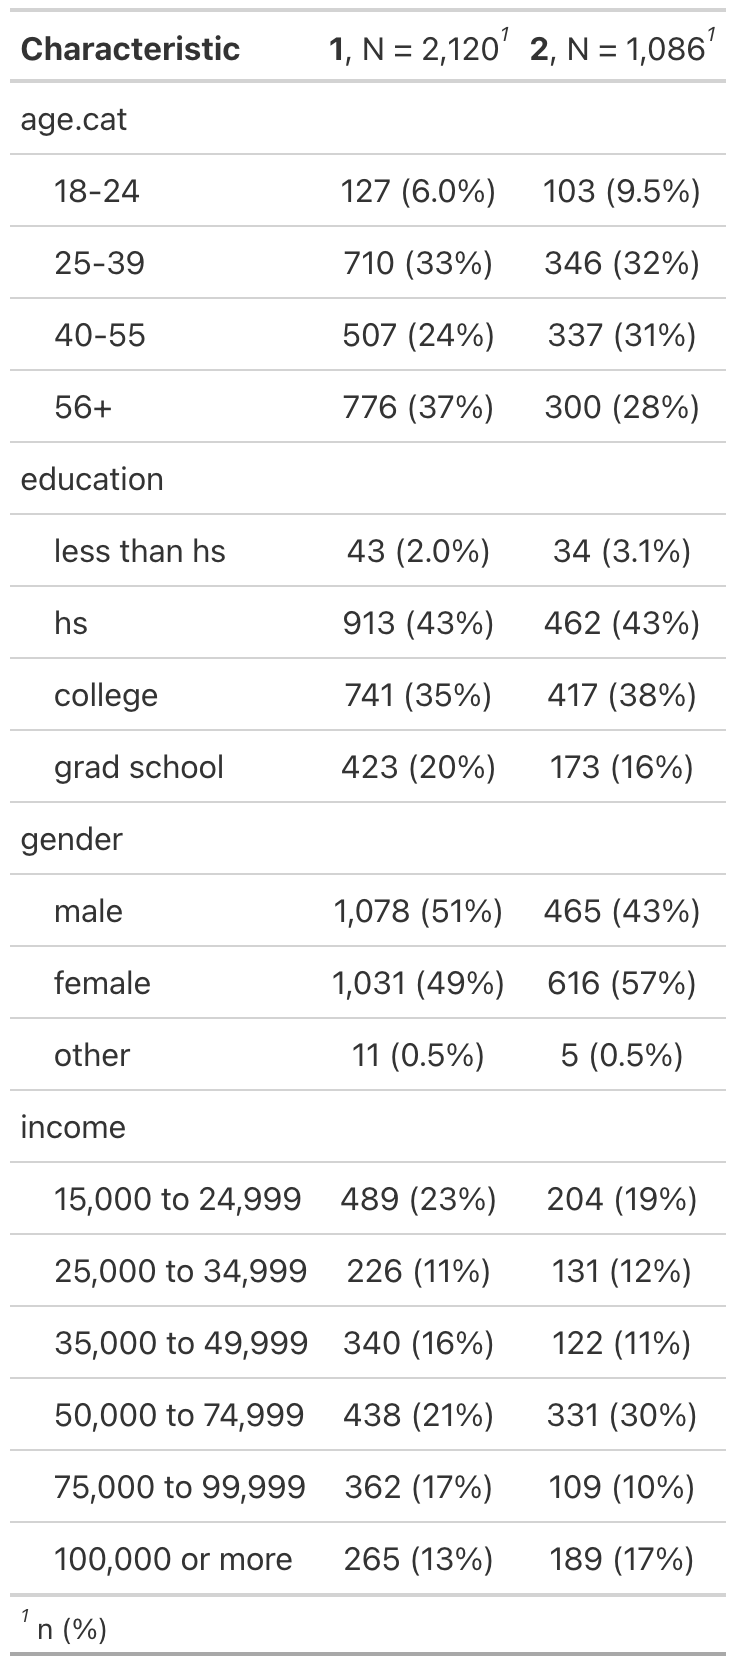 Characteristic 1, N = 2,120¹ 2, N = 1,086¹
age.cat
18-24 127 (6.0%) 103 (9.5%)
25-39 710 (33%) 346 (32%)
40-55 507 (24%) 337 (31%)
56+ 776 (37%) 300 (28%)
education
less than hs 43 (2.0%) 34 (3.1%)
hs 913 (43%) 462 (43%)
college 741 (35%) 417 (38%)
grad school 423 (20%) 173 (16%)
gender
male 1,078 (51%) 465 (43%)
female 1,031 (49%) 616 (57%)
other 11 (0.5%) 5 (0.5%)
income
15,000 to 24,999 489 (23%) 204 (19%)
25,000 to 34,999 226 (11%) 131 (12%)
35,000 to 49,999 340 (16%) 122 (11%)
50,000 to 74,999 438 (21%) 331 (30%)
75,000 to 99,999 362 (17%) 109 (10%)
100,000 or more 265 (13%) 189 (17%)
¹ n (%)